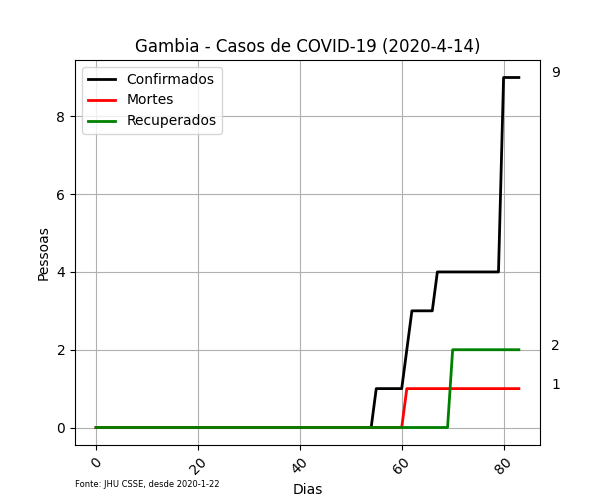 Gambia - Casos de COVID-19 (2020-4-14)
Confirmados
Mortes
Recuperados
9
8
6
4
2
0
2
1
Pessoas
0 20 40 60 80
Dias
Fonte: JHU CSSE, desde 2020-1-22